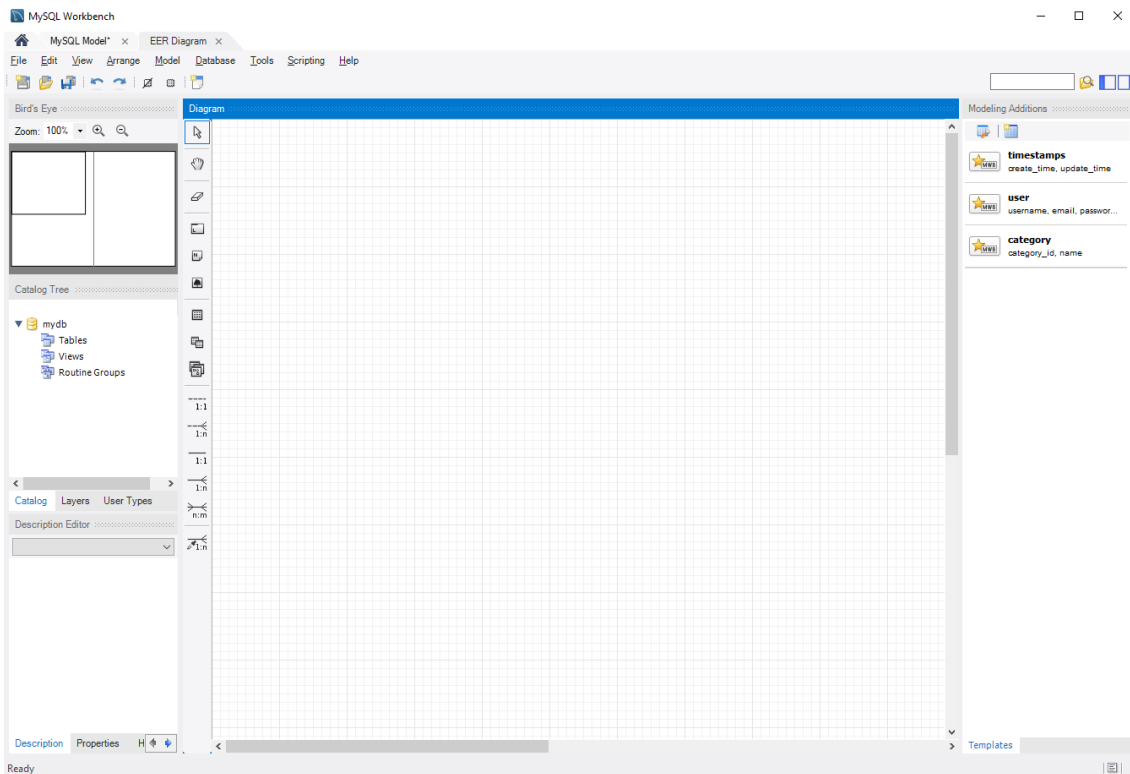 MySQL Workbench
MySQL Model* × EER Diagram ×
File Edit View Arrange Model Database Tools Scripting Help
Bird's Eye
Zoom: 100%
Catalog Tree
mydb
Tables
Views
Routine Groups
Catalog Layers User Types
Description Editor
Description Properties H
Diagram
1:1
1:n
1:1
1:n
n:m
1:n
Modeling Additions
timestamps
create_time, update_time
user
username, email, passwor...
category
category_id, name
Templates
Ready